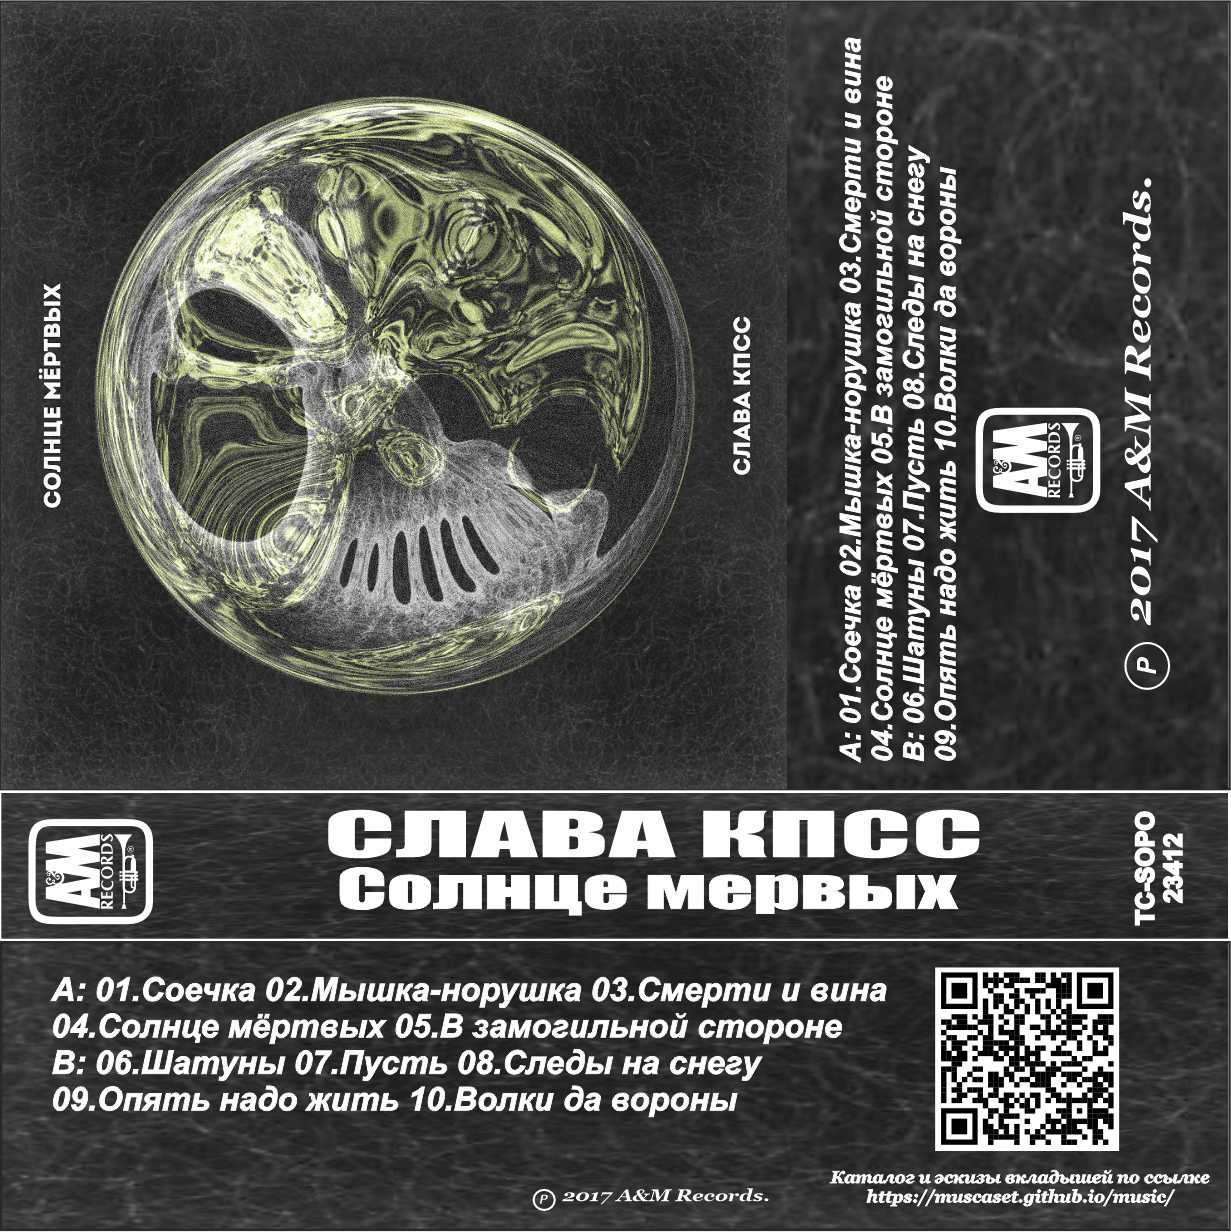 СОЛНЦЕ МЁРТВЫХ
СЛАВА КПСС
A: 01.Соечка 02.Мышка-норушка 03.Смерти и вина
04.Солнце мёртвых 05.В замогильной стороне
B: 06.Шатуны 07.Пусть 08.Следы на снегу
09.Опять надо жить 10.Волки да вороны
A&M
RECORDS
℗ 2017 A&M Records.
A&M
RECORDS
СЛАВА КПСС
Солнце мервых
TC-SOPO
23412
A: 01.Соечка 02.Мышка-норушка 03.Смерти и вина
04.Солнце мёртвых 05.В замогильной стороне
B: 06.Шатуны 07.Пусть 08.Следы на снегу
09.Опять надо жить 10.Волки да вороны
Каталог и эскизы вкладышей по ссылке
https://muscaset.github.io/music/
℗ 2017 A&M Records.